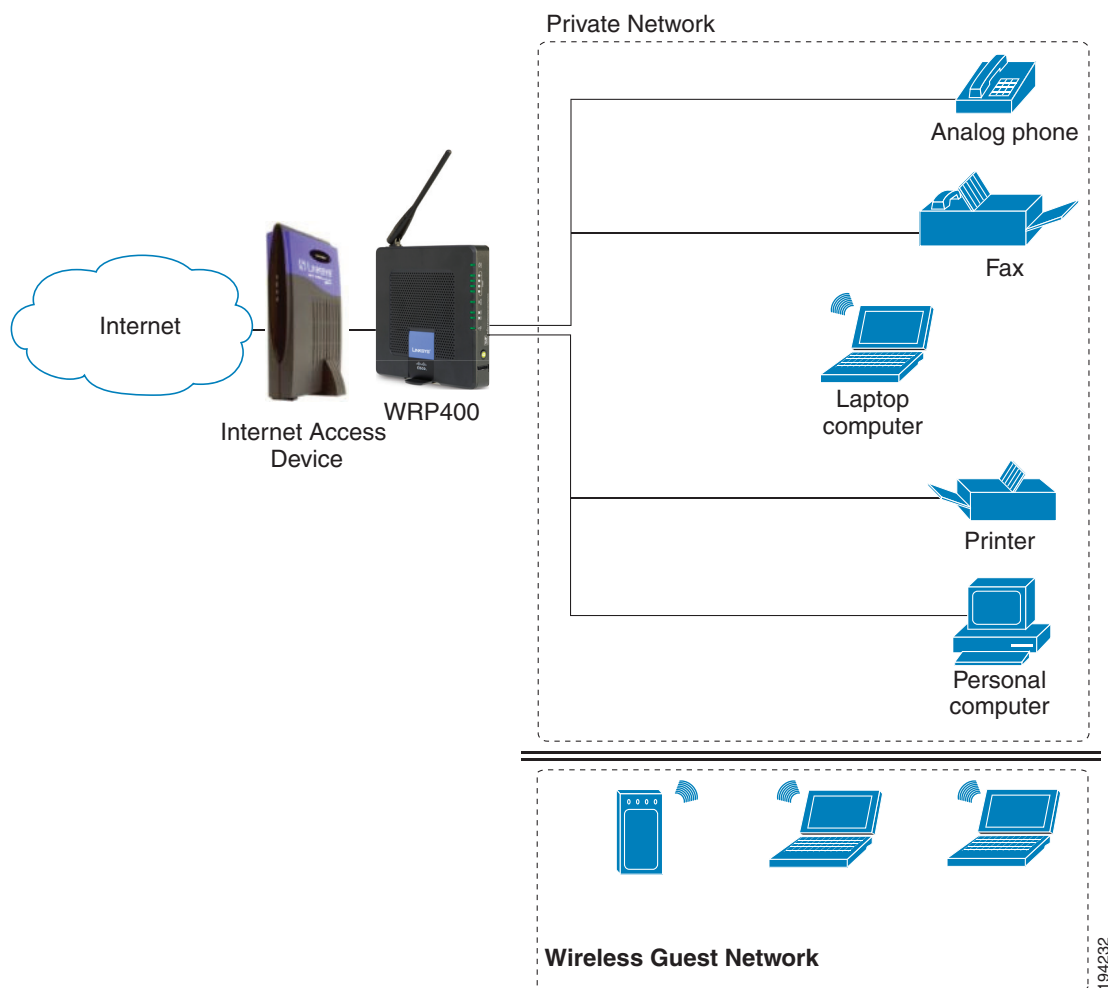 Private Network
Analog phone
Fax
Internet
Laptop
computer
WRP400
Internet Access
Device
Printer
Personal
computer
Wireless Guest Network
194232